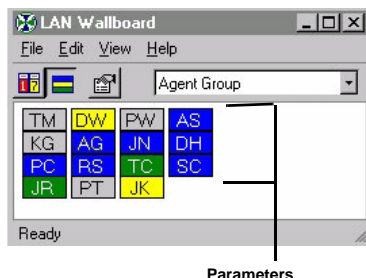 LAN Wallboard
File Edit View Help
Agent Group
TM DW PW AS
KG AG JN DH
PC RS TC SC
JR PT JK
Ready
Parameters